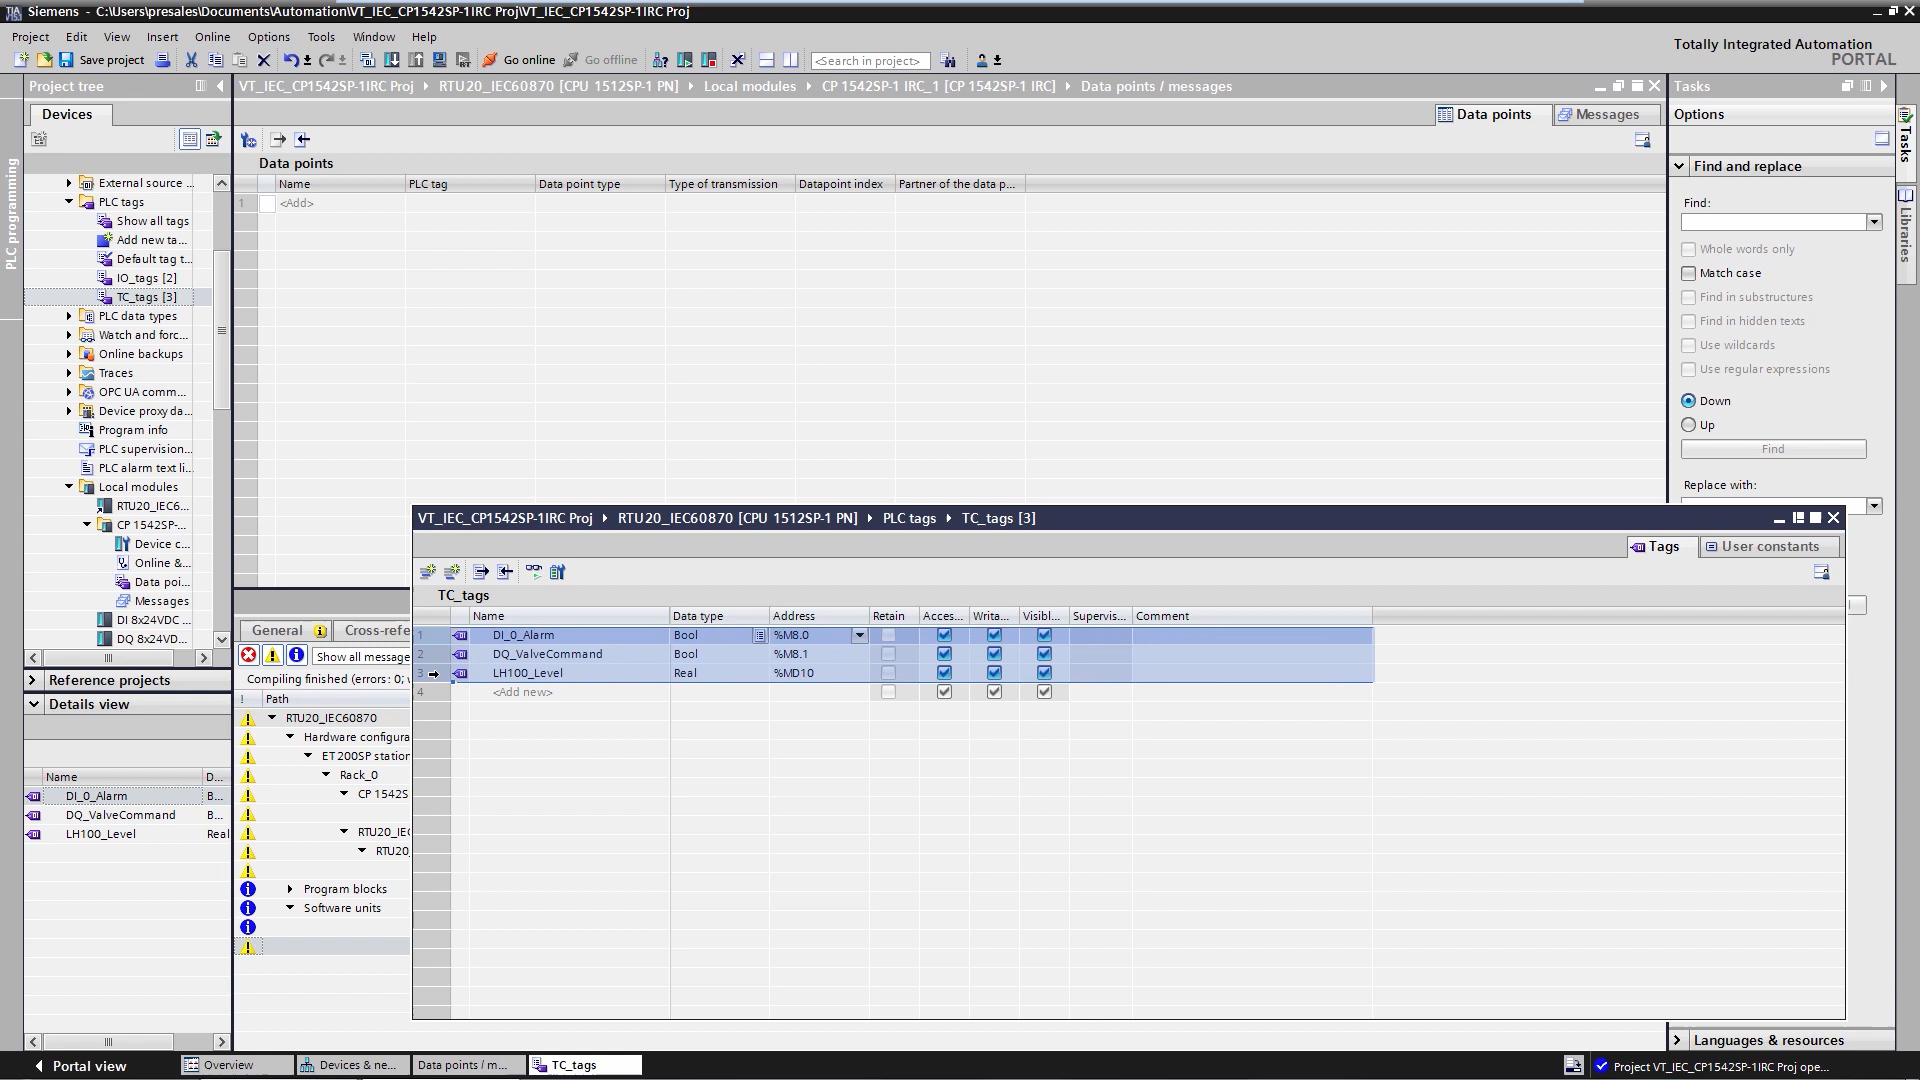 Siemens - C:\Users\presales\Documents\Automation\VT_IEC_CP1542SP-1IRC Proj\VT_IEC_CP1542SP-1IRC Proj
Project Edit View Insert Online Options Tools Window Help
Save project Go online Go offline <Search in project>
Totally Integrated Automation
PORTAL
Project tree
VT_IEC_CP1542SP-1IRC Proj RTU20_IEC60870 [CPU 1512SP-1 PN] Local modules CP 1542SP-1 IRC_1 [CP 1542SP-1 IRC] Data points / messages
Tasks
Devices
Data points Messages
Options
PLC programming
Tasks
Libraries
External source ...
PLC tags
Show all tags
Add new ta...
Default tag t...
IO_tags [2]
TC_tags [3]
PLC data types
Watch and forc...
Online backups
Traces
OPC UA comm...
Device proxy da...
Program info
PLC supervision...
PLC alarm text li...
Local modules
RTU20_IEC6...
CP 1542SP-...
Device c...
Online &...
Data poi...
Messages
DI 8x24VDC ...
DQ 8x24VD...
Reference projects
Details view
Name D...
DI_0_Alarm B...
DQ_ValveCommand B...
LH100_Level Real
Data points
Name PLC tag Data point type Type of transmission Datapoint index Partner of the data p...
1 <Add>
Find and replace
Find:
Whole words only
Match case
Find in substructures
Find in hidden texts
Use wildcards
Use regular expressions
Down
Up
Find
Replace with:
General Cross-refe
Show all message
Compiling finished (errors: 0;
! Path
RTU20_IEC60870
Hardware configura
ET 200SP station
Rack_0
CP 1542S
RTU20_IEC
RTU20_
Program blocks
Software units
VT_IEC_CP1542SP-1IRC Proj RTU20_IEC60870 [CPU 1512SP-1 PN] PLC tags TC_tags [3]
Tags User constants
TC_tags
Name Data type Address Retain Acces... Writa... Visibl... Supervis... Comment
1 DI_0_Alarm Bool %M8.0
2 DQ_ValveCommand Bool %M8.1
3 LH100_Level Real %MD10
4 <Add new>
Languages & resources
Portal view Overview Devices & ne... Data points / m... TC_tags
Project VT_IEC_CP1542SP-1IRC Proj ope...